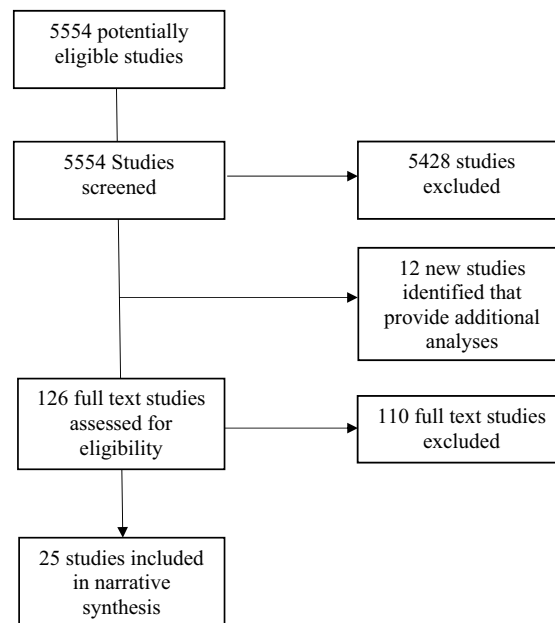 5554 potentially
eligible studies
5554 Studies
screened
5428 studies
excluded
12 new studies
identified that
provide additional
analyses
126 full text studies
assessed for
eligibility
110 full text studies
excluded
25 studies included
in narrative
synthesis